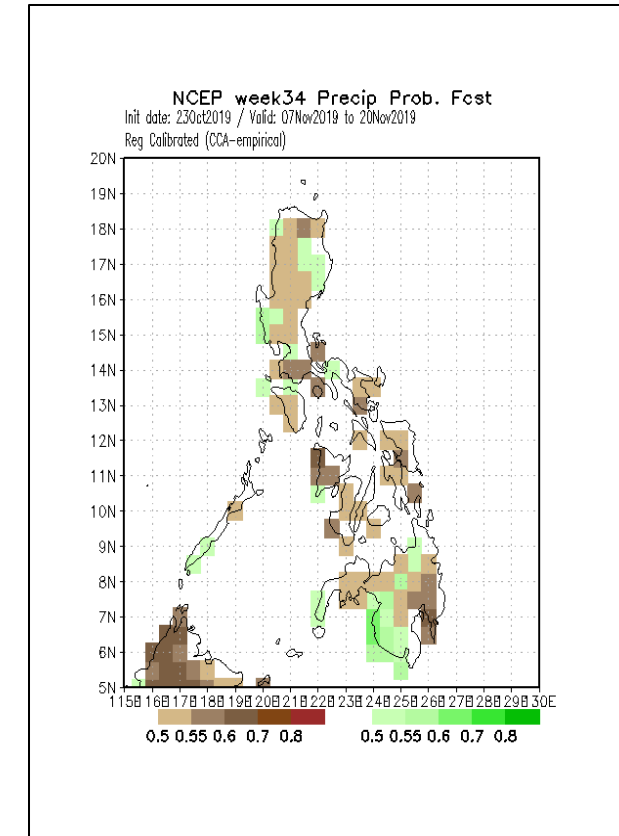 NCEP week34 Precip Prob. Fcst
Init date: 23Oct2019 / Valid: 07Nov2019 to 20Nov2019
Reg Calibrated (CCA-empirical)
20N
19N
18N
17N
16N
15N
14N
13N
12N
11N
10N
9N
8N
7N
6N
5N
115E 116E 117E 118E 119E 120E 121E 122E 123E 124E 125E 126E 127E 128E 129E 130E
0.5 0.55 0.6 0.7 0.8 0.5 0.55 0.6 0.7 0.8